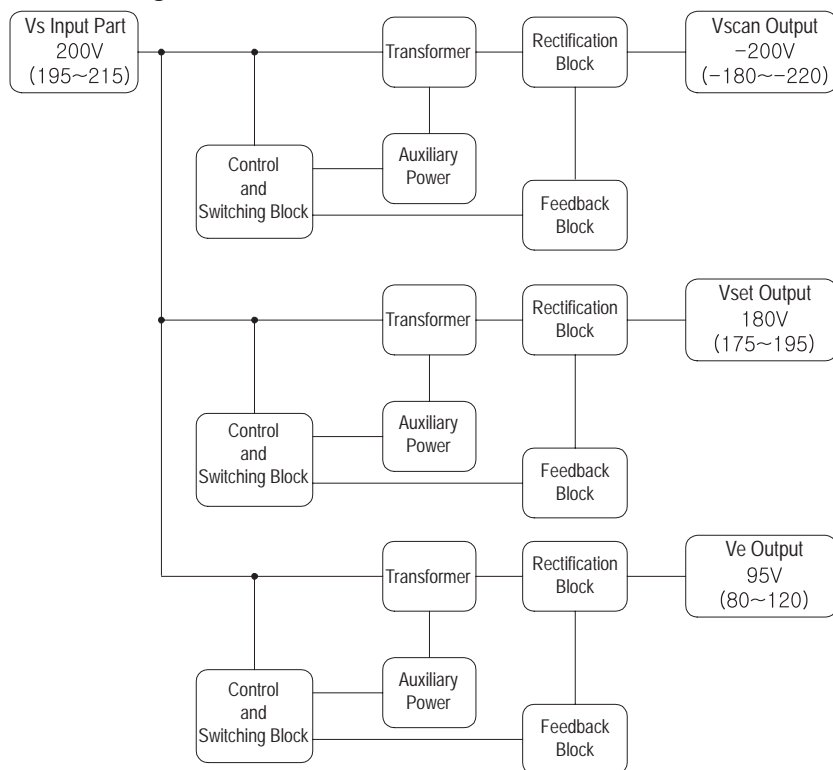 Vs Input Part
200V
(195~215)
Transformer
Rectification
Block
Vscan Output
-200V
(-180~-220)
Control
and
Switching Block
Auxiliary
Power
Feedback
Block
Transformer
Rectification
Block
Vset Output
180V
(175~195)
Control
and
Switching Block
Auxiliary
Power
Feedback
Block
Transformer
Rectification
Block
Ve Output
95V
(80~120)
Control
and
Switching Block
Auxiliary
Power
Feedback
Block